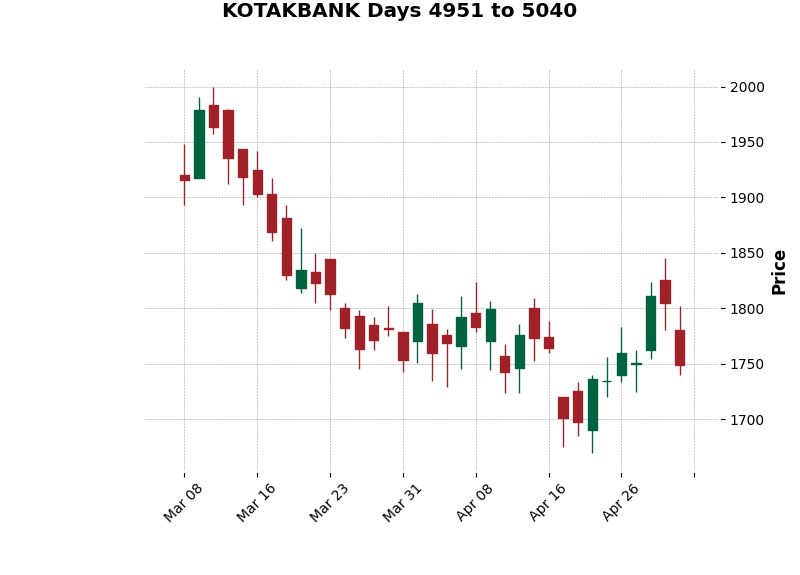 KOTAKBANK Days 4951 to 5040
2000
1950
1900
1850
1800
1750
1700
Price
Mar 08
Mar 16
Mar 23
Mar 31
Apr 08
Apr 16
Apr 26